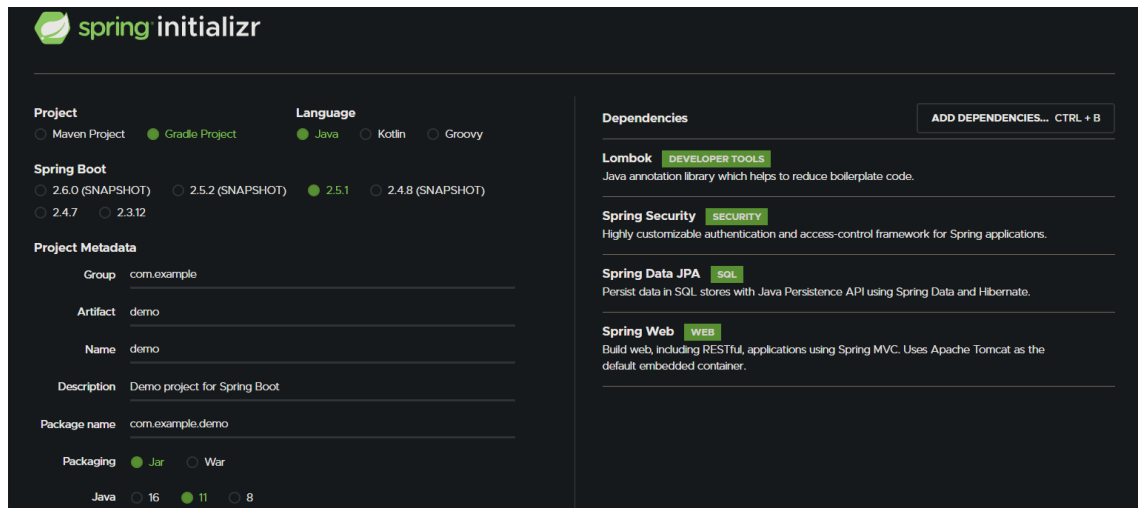 spring initializr
Project
Maven Project Gradle Project
Language
Java Kotlin Groovy
Spring Boot
2.6.0 (SNAPSHOT) 2.5.2 (SNAPSHOT) 2.5.1 2.4.8 (SNAPSHOT)
2.4.7 2.3.12
Project Metadata
Group com.example
Artifact demo
Name demo
Description Demo project for Spring Boot
Package name com.example.demo
Packaging Jar War
Java 16 11 8
Dependencies ADD DEPENDENCIES... CTRL + B
Lombok DEVELOPER TOOLS
Java annotation library which helps to reduce boilerplate code.
Spring Security SECURITY
Highly customizable authentication and access-control framework for Spring applications.
Spring Data JPA SQL
Persist data in SQL stores with Java Persistence API using Spring Data and Hibernate.
Spring Web WEB
Build web, including RESTful, applications using Spring MVC. Uses Apache Tomcat as the
default embedded container.